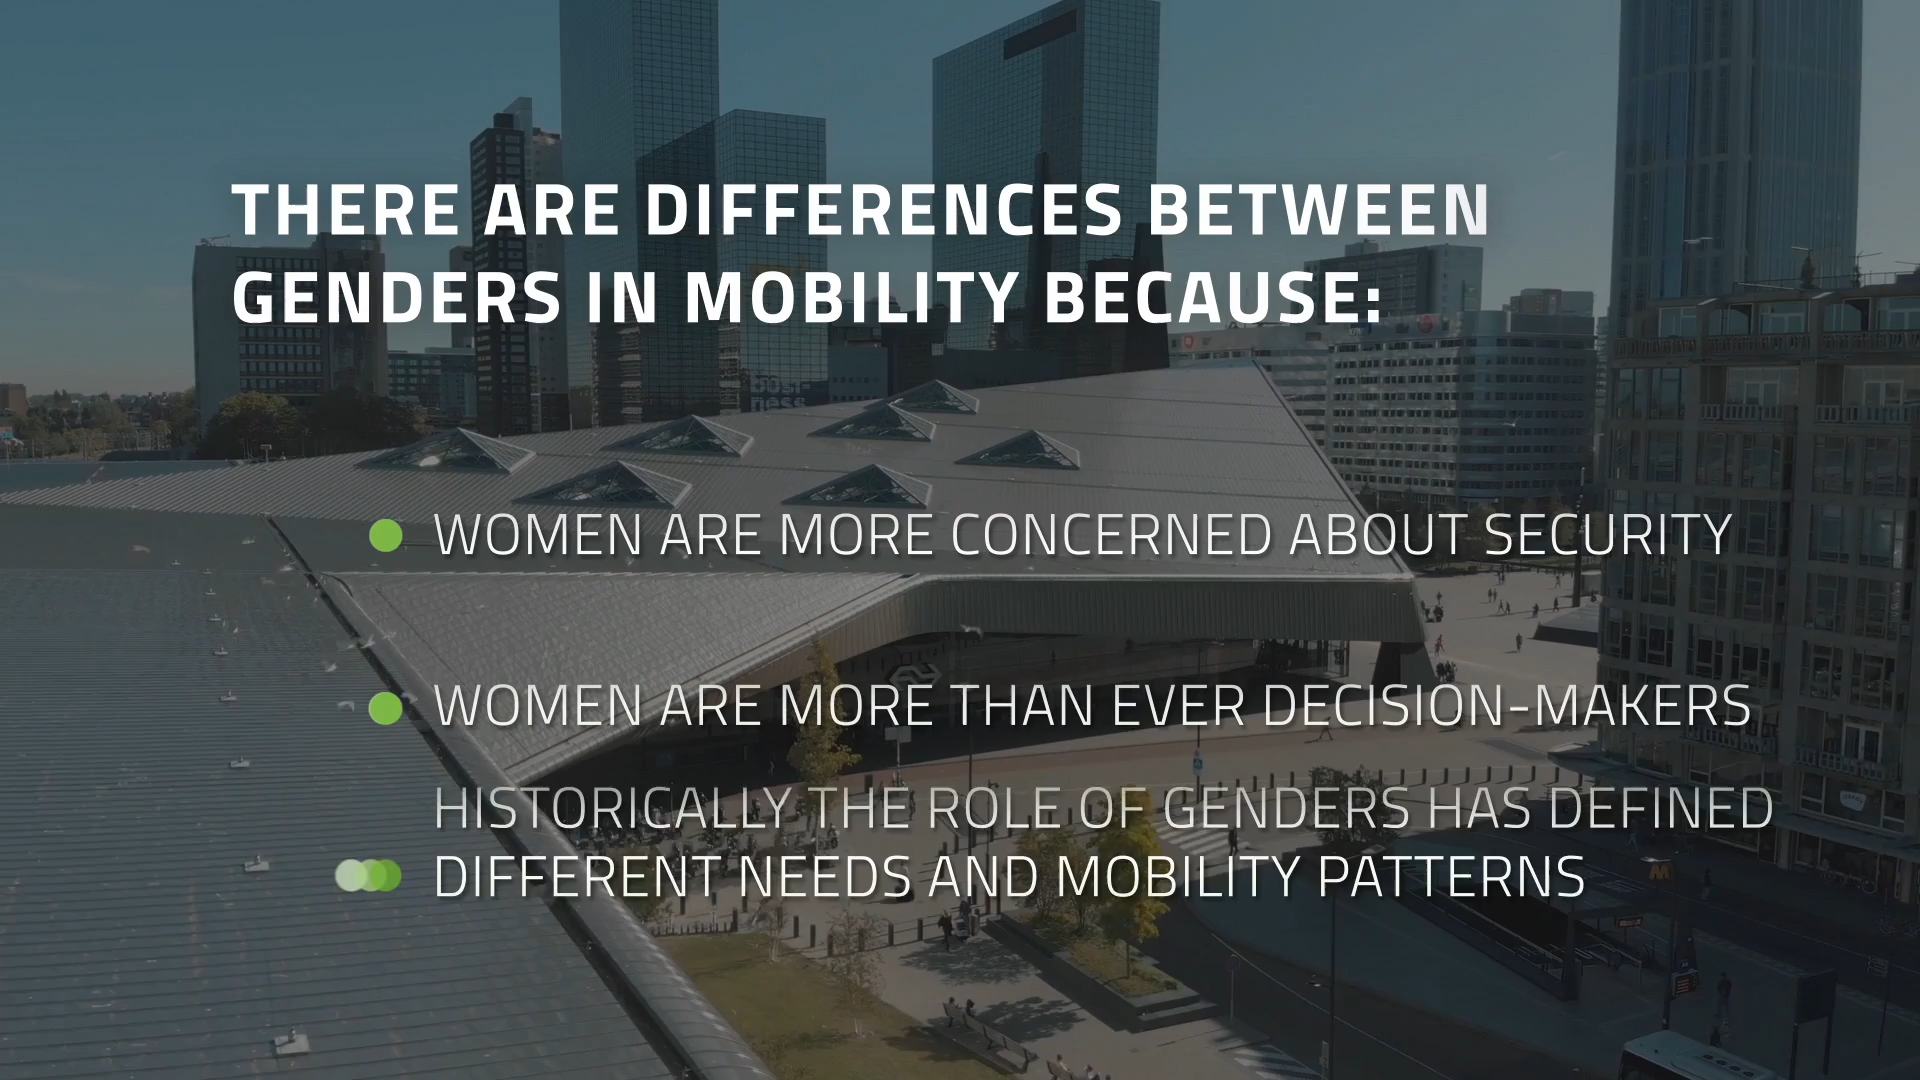 THERE ARE DIFFERENCES BETWEEN
GENDERS IN MOBILITY BECAUSE:
WOMEN ARE MORE CONCERNED ABOUT SECURITY
WOMEN ARE MORE THAN EVER DECISION-MAKERS
HISTORICALLY THE ROLE OF GENDERS HAS DEFINED
DIFFERENT NEEDS AND MOBILITY PATTERNS